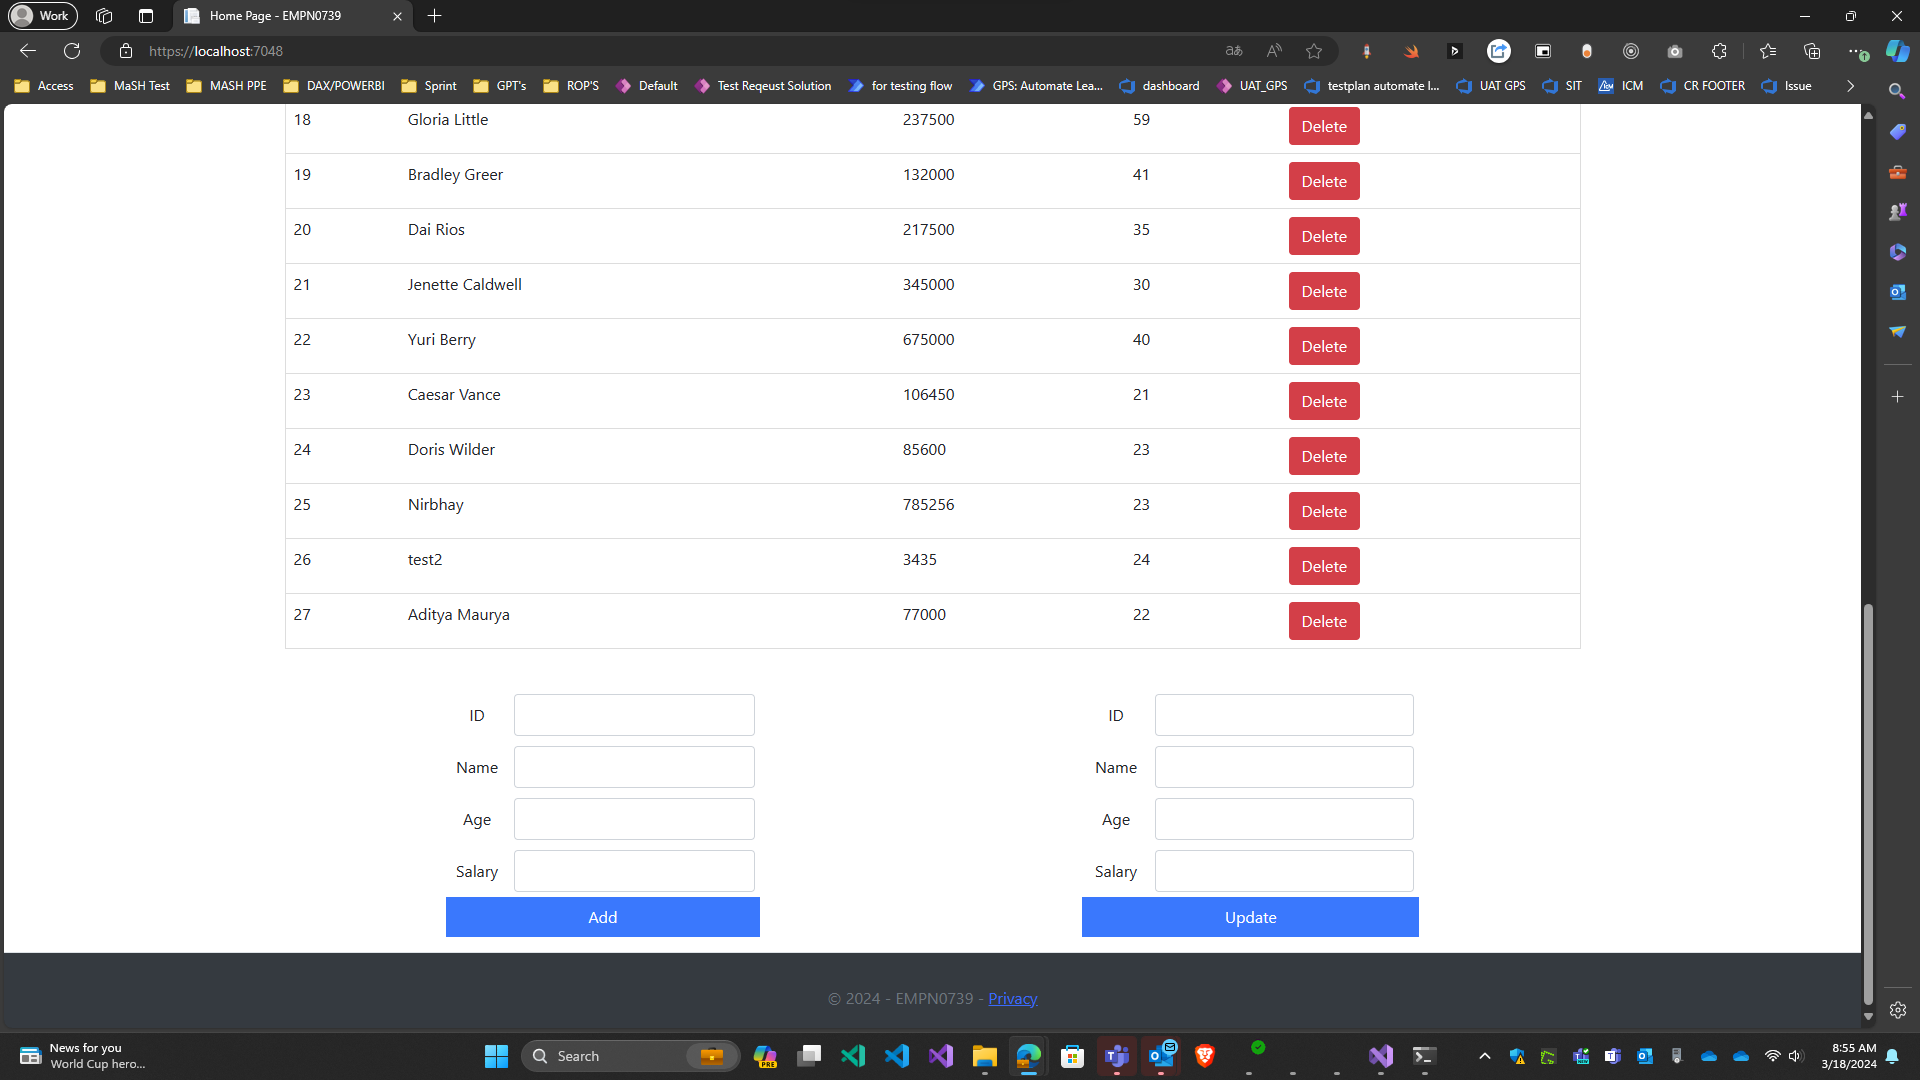 Work
Home Page - EMPN0739
https://localhost:7048
Access
MaSH Test
MASH PPE
DAX/POWERBI
Sprint
GPT's
ROP'S
Default
Test Reqeust Solution
for testing flow
GPS: Automate Lea...
dashboard
UAT_GPS
testplan automate l...
UAT GPS
SIT
ICM
CR FOOTER
Issue
18 Gloria Little 237500 59 Delete
19 Bradley Greer 132000 41 Delete
20 Dai Rios 217500 35 Delete
21 Jenette Caldwell 345000 30 Delete
22 Yuri Berry 675000 40 Delete
23 Caesar Vance 106450 21 Delete
24 Doris Wilder 85600 23 Delete
25 Nirbhay 785256 23 Delete
26 test2 3435 24 Delete
27 Aditya Maurya 77000 22 Delete
ID
Name
Age
Salary
Add
ID
Name
Age
Salary
Update
© 2024 - EMPN0739 - Privacy
News for you
World Cup hero...
Search
8:55 AM
3/18/2024